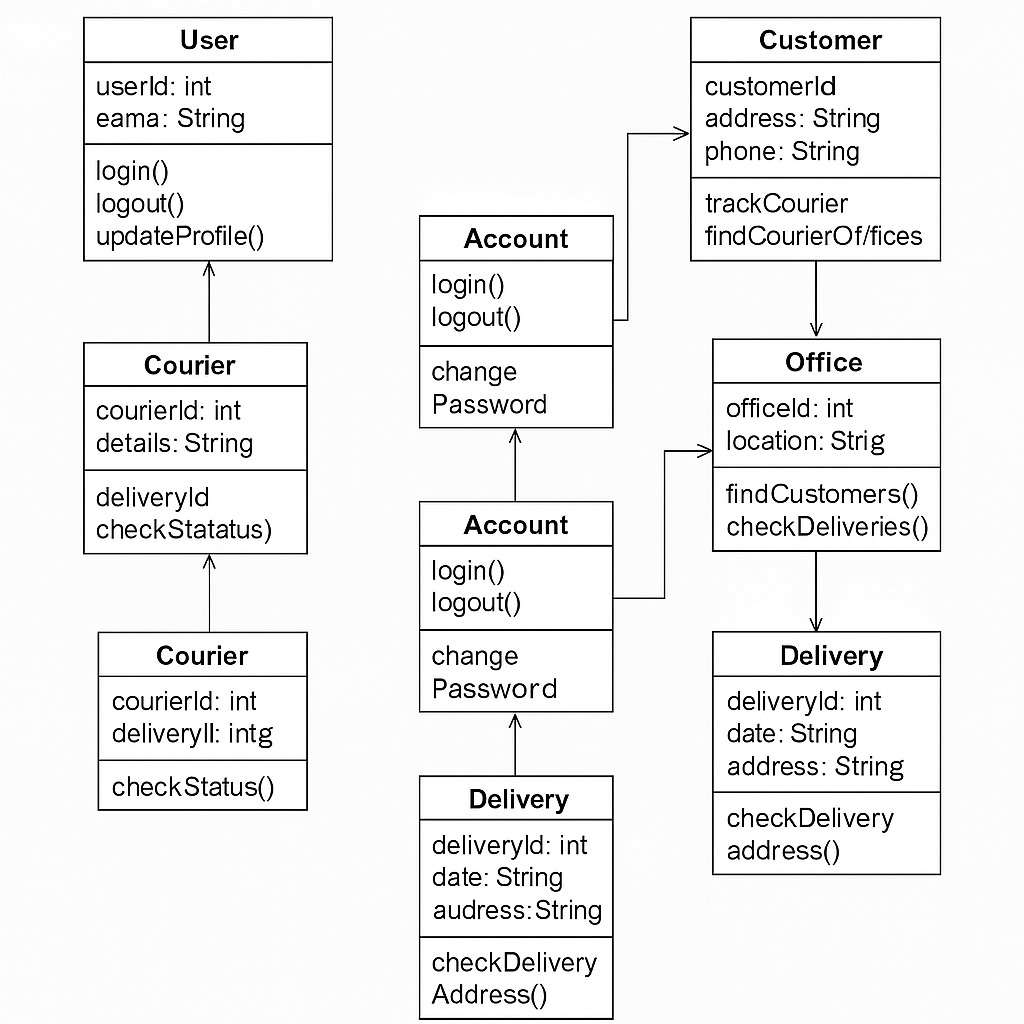 User
userId: int
eama: String
login()
logout()
updateProfile()
Courier
courierId: int
details: String
deliveryId
checkStatatus)
Courier
courierId: int
deliveryIl: intg
checkStatus()
Account
login()
logout()
change
Password
Account
login()
logout()
change
Password
Delivery
deliveryId: int
date: String
audress:String
checkDelivery
Address()
Customer
customerId
address: String
phone: String
trackCourier
findCourierOf/fices
Office
officeId: int
location: Strig
findCustomers()
checkDeliveries()
Delivery
deliveryId: int
date: String
address: String
checkDelivery
address()